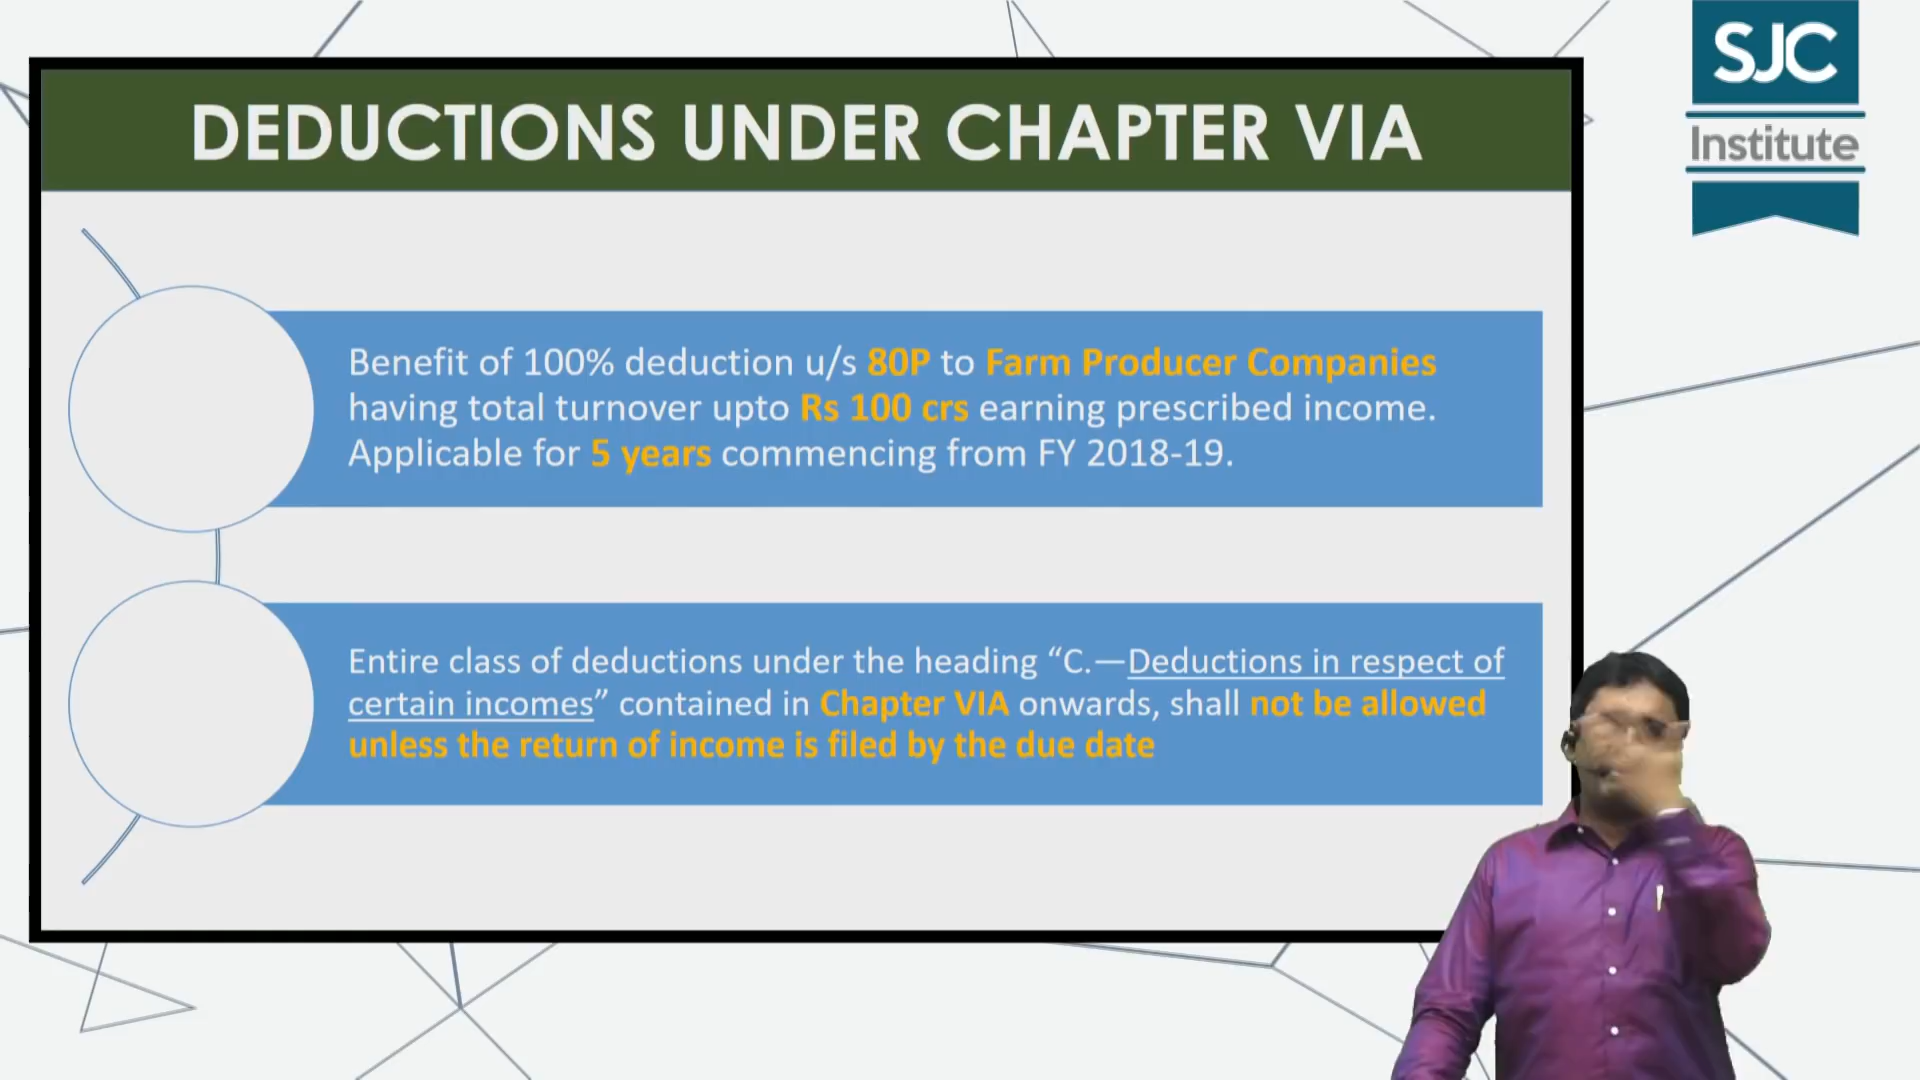 SJC
Institute
DEDUCTIONS UNDER CHAPTER VIA
Benefit of 100% deduction u/s 80P to Farm Producer Companies
having total turnover upto Rs 100 crs earning prescribed income.
Applicable for 5 years commencing from FY 2018-19.
Entire class of deductions under the heading “C.—Deductions in respect of
certain incomes” contained in Chapter VIA onwards, shall not be allowed
unless the return of income is filed by the due date